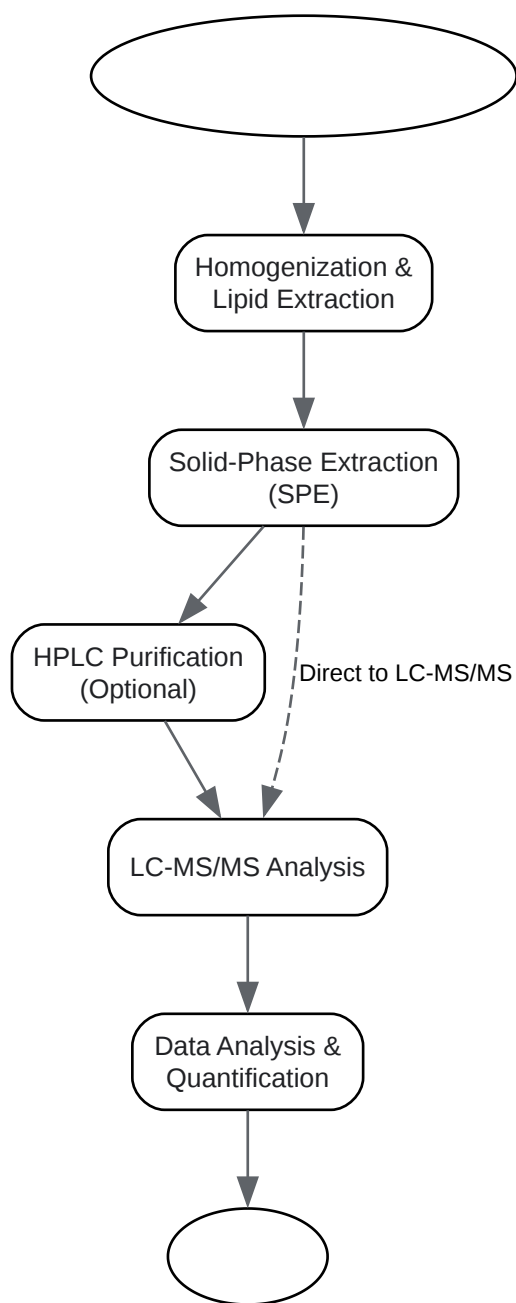 Homogenization &
Lipid Extraction
Solid-Phase Extraction
(SPE)
HPLC Purification
(Optional)
Direct to LC-MS/MS
LC-MS/MS Analysis
Data Analysis &
Quantification